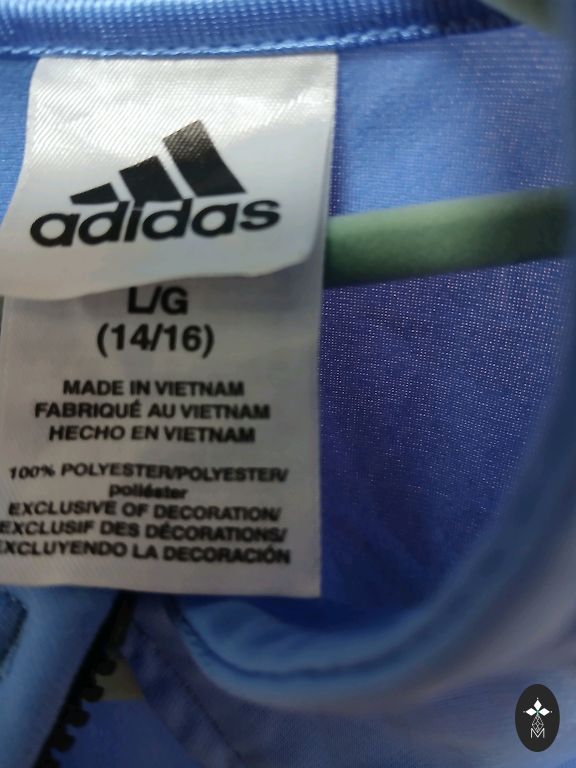 adidas
L/G
(14/16)
MADE IN VIETNAM
FABRIQUÉ AU VIETNAM
HECHO EN VIETNAM
100% POLYESTER/POLYESTER/
poliéster
EXCLUSIVE OF DECORATION/
EXCLUSIF DES DÉCORATIONS/
EXCLUYENDO LA DECORACIÓN
M